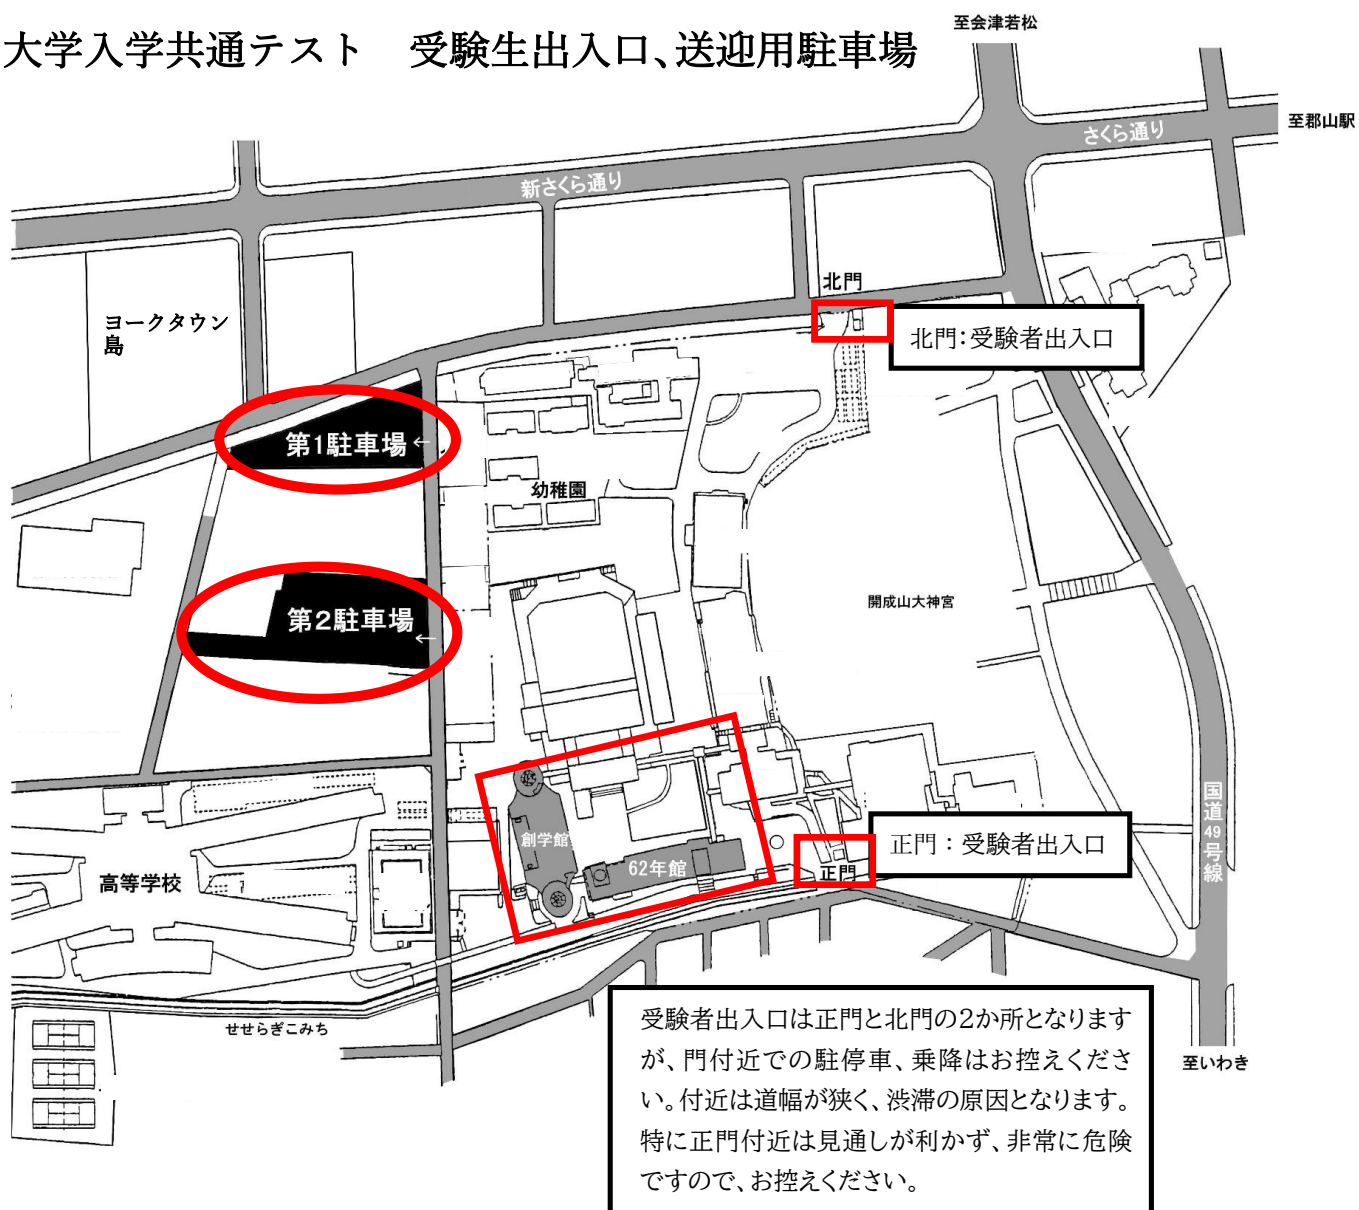 至会津若松
大学入学共通テスト　受験生出入口、送迎用駐車場
至郡山駅
さくら通り
新さくら通り
北門
ヨークタウン
島
北門：受験者出入口
第1駐車場←
幼稚園
開成山大神宮
第2駐車場
←
国道49号線
創学館
正門：受験者出入口
62年館
正門
高等学校
せせらぎこみち
受験者出入口は正門と北門の2か所となります
が、門付近での駐停車、乗降はお控えくださ
い。付近は道幅が狭く、渋滞の原因となります。
特に正門付近は見通しが利かず、非常に危険
ですので、お控えください。
至いわき